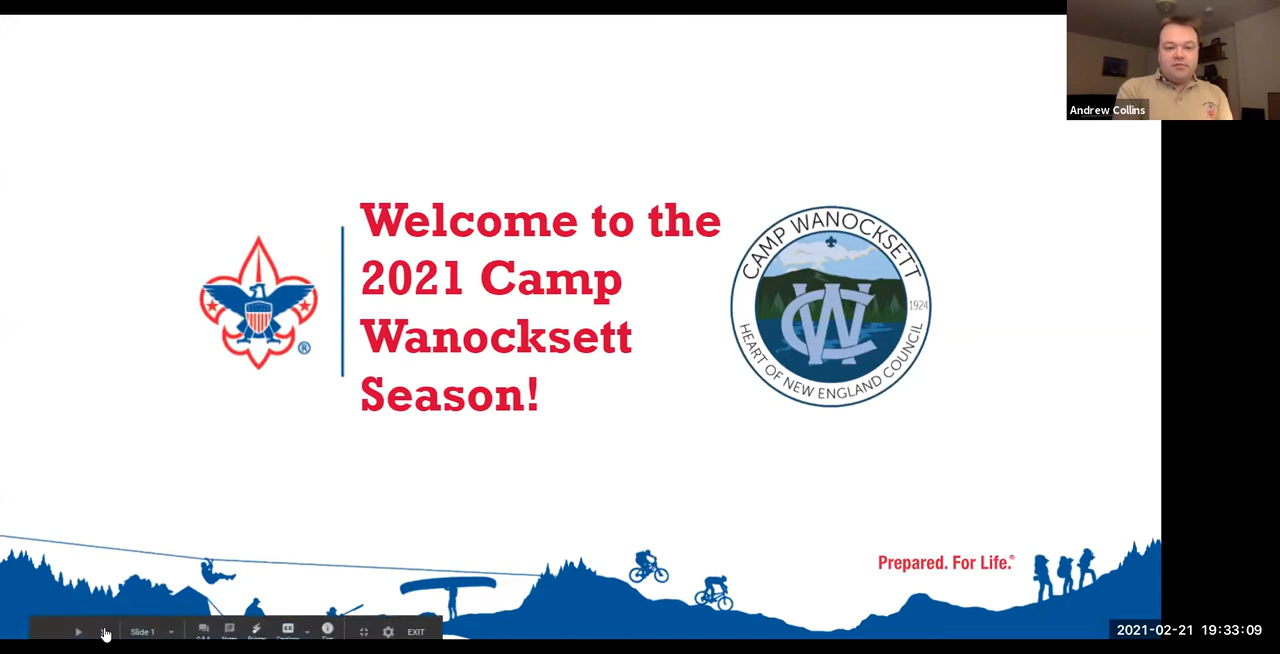 Andrew Collins
Welcome to the
2021 Camp
Wanocksett
Season!
®
CAMP WANOCKSETT
1924
HEART OF NEW ENGLAND COUNCIL
Prepared. For Life.®
Slide 1
EXIT
2021-02-21 19:33:09